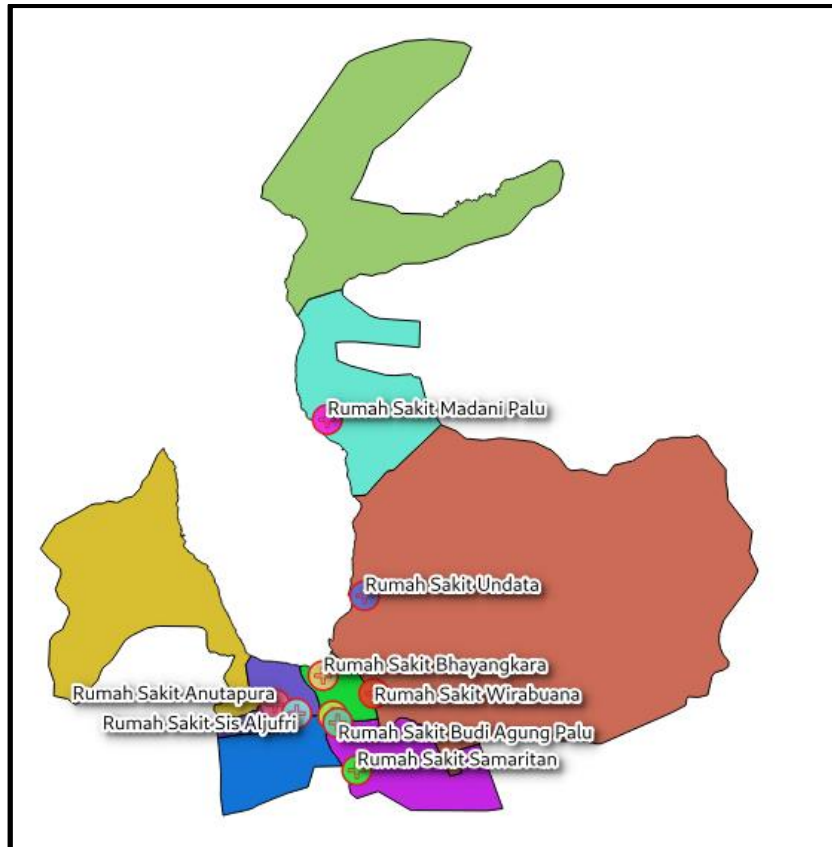 Rumah Sakit Madani Palu
Rumah Sakit Undata
Rumah Sakit Bhayangkara
Rumah Sakit Anutapura
Rumah Sakit Wirabuana
Rumah Sakit Sis Aljufri
Rumah Sakit Budi Agung Palu
Rumah Sakit Samaritan